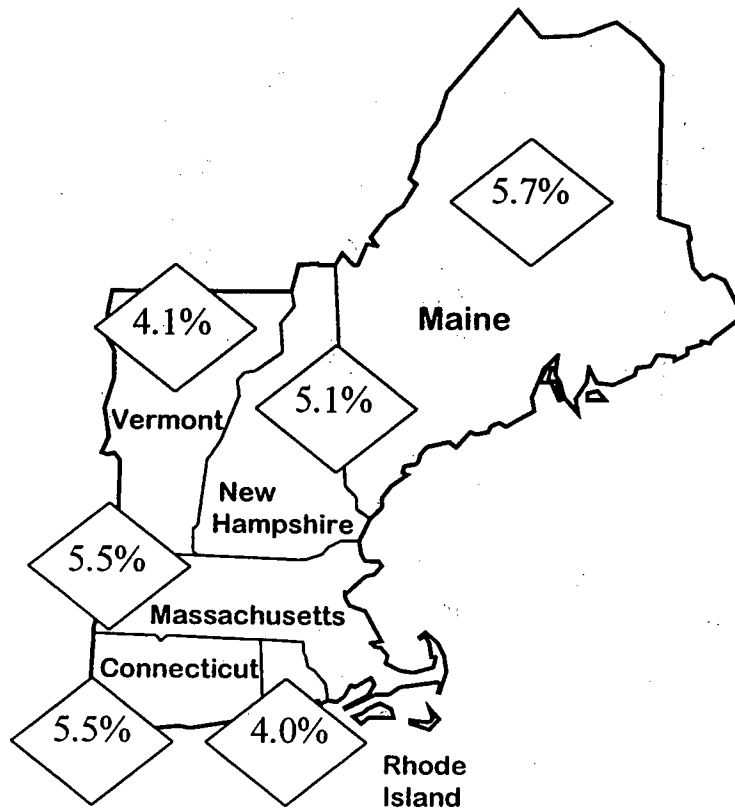 5.7%
4.1%
Maine
5.1%
Vermont
New
Hampshire
5.5%
Massachusetts
Connecticut
5.5%
4.0%
Rhode
Island